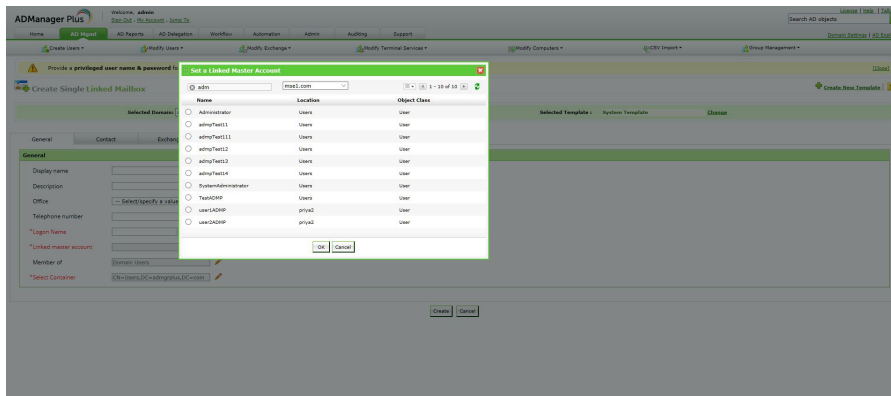 License | Help | Talk
ADManager Plus
Welcome, admin
Sign Out - My Account - Jump To
Search AD objects
Home AD Mgmt AD Reports AD Delegation Workflow Automation Admin Auditing Support
Domain Settings | AD Expl
Create Users Modify Users Modify Exchange Modify Terminal Services Modify Computers CSV Import Group Management
Provide a privileged user name & password fo
[Close]
Set a Linked Master Account
Create Single Linked Mailbox
Create New Template
adm
mse1.com
1 - 10 of 10
Name Location Object Class
Selected Domain:
Selected Template : System Template Change
Administrator Users User
admpTest11 Users User
admpTest111 Users User
admpTest12 Users User
admpTest13 Users User
admpTest14 Users User
SystemAdministrator Users User
TestADMP Users User
user1ADMP priya2 User
user2ADMP priya2 User
OK Cancel
General Contact Exchang
General
Display name
Description
Office -- Select/specify a value
Telephone number
*Logon Name
*Linked master account
Member of Domain Users
*Select Container CN=Users,DC=admgrplus,DC=com
Create Cancel